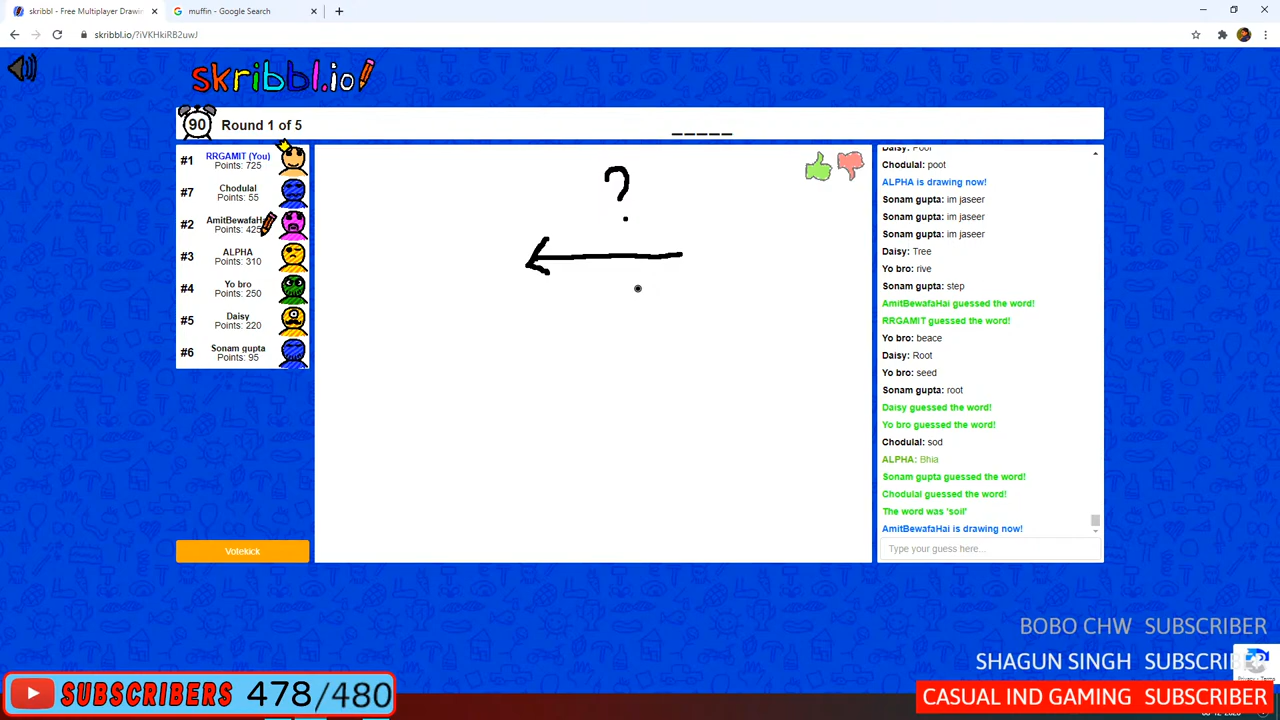 skribbl - Free Multiplayer Drawin
muffin - Google Search
skribbl.io/?iVKHkiRB2uwJ
skribbl.io
90 Round 1 of 5
_ _ _ _ _
#1 RRGAMIT (You)
Points: 725
#7 Chodulal
Points: 55
#2 AmitBewafaHa
Points: 425
#3 ALPHA
Points: 310
#4 Yo bro
Points: 250
#5 Daisy
Points: 220
#6 Sonam gupta
Points: 95
Votekick
?
Daisy: Poor
Chodulal: poot
ALPHA is drawing now!
Sonam gupta: im jaseer
Sonam gupta: im jaseer
Sonam gupta: im jaseer
Daisy: Tree
Yo bro: rive
Sonam gupta: step
AmitBewafaHai guessed the word!
RRGAMIT guessed the word!
Yo bro: beace
Daisy: Root
Yo bro: seed
Sonam gupta: root
Daisy guessed the word!
Yo bro guessed the word!
Chodulal: sod
ALPHA: Bhia
Sonam gupta guessed the word!
Chodulal guessed the word!
The word was 'soil'
AmitBewafaHai is drawing now!
Type your guess here...
BOBO CHW SUBSCRIBER
SHAGUN SINGH SUBSCRIBE
CASUAL IND GAMING SUBSCRIBER
Privacy - Terms
SUBSCRIBERS 478/480